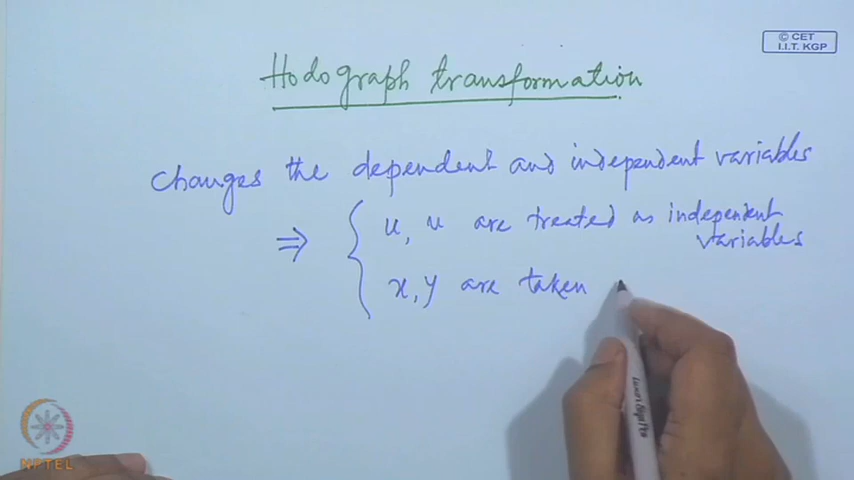 © CET
I.I.T. KGP
Hodograph transformation
changes the dependent and independent variables
⇒ { u, u are treated as independent
variables
x, y are taken
NPTEL